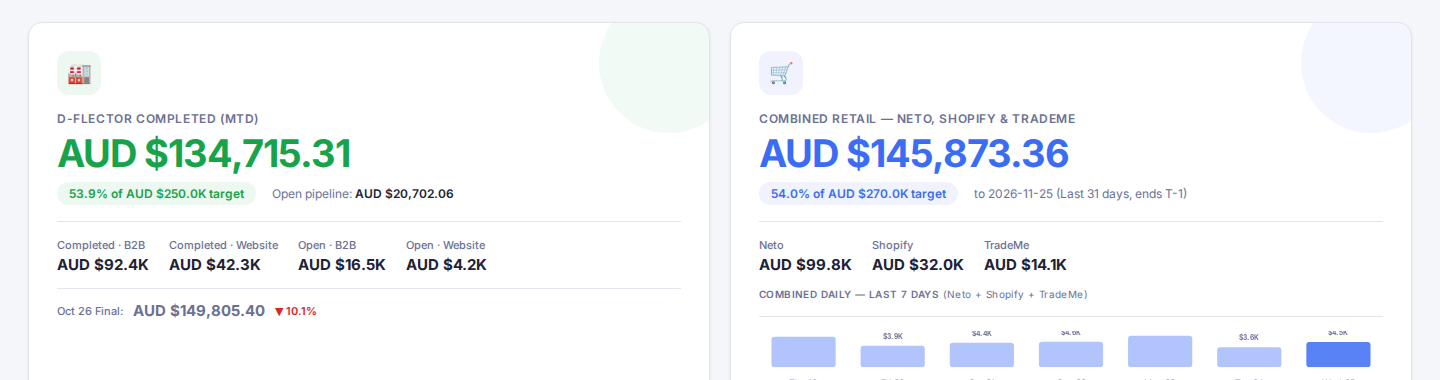 D-FLECTOR COMPLETED (MTD)
AUD $134,715.31
53.9% of AUD $250.0K target
Open pipeline: AUD $20,702.06
Completed · B2B
Completed · Website
Open · B2B
Open · Website
AUD $92.4K
AUD $42.3K
AUD $16.5K
AUD $4.2K
Oct 26 Final: AUD $149,805.40 ▼10.1%
COMBINED RETAIL — NETO, SHOPIFY & TRADEME
AUD $145,873.36
54.0% of AUD $270.0K target
to 2026-11-25 (Last 31 days, ends T-1)
Neto
Shopify
TradeMe
AUD $99.8K
AUD $32.0K
AUD $14.1K
COMBINED DAILY — LAST 7 DAYS (Neto + Shopify + TradeMe)
$3.9K
$4.4K
$3.6K